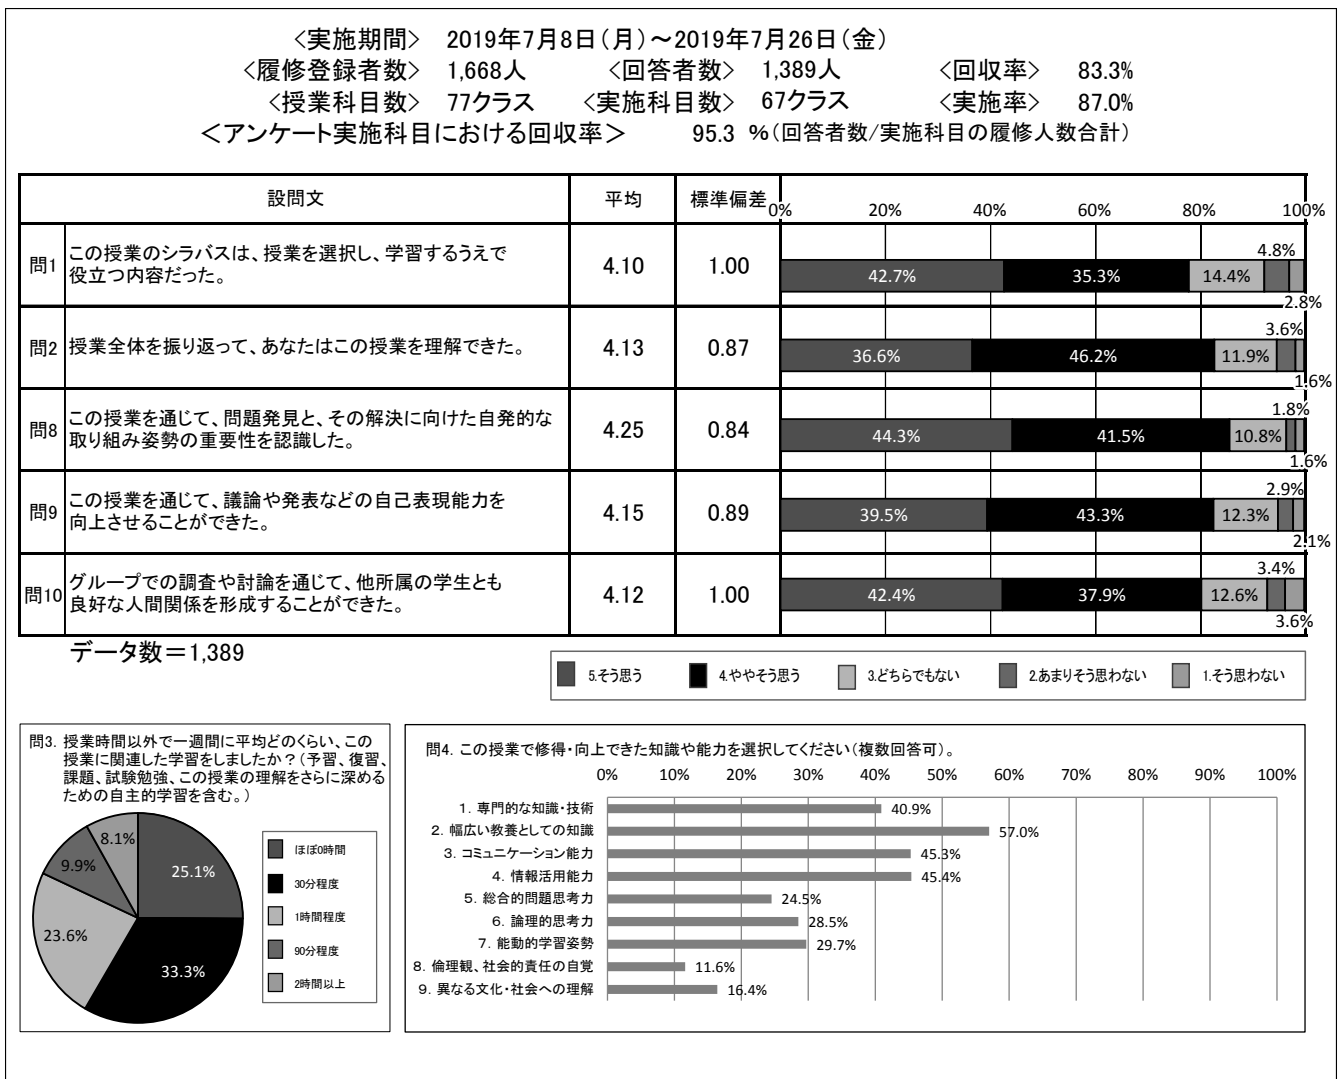 <実施期間> 2019年7月8日(月)～2019年7月26日(金)
<履修登録者数> 1,668人 <回答者数> 1,389人 <回収率> 83.3%
<授業科目数> 77クラス <実施科目数> 67クラス <実施率> 87.0%
<アンケート実施科目における回収率> 95.3 %(回答者数/実施科目の履修人数合計)
設問文 平均 標準偏差 0% 20% 40% 60% 80% 100%
問1 この授業のシラバスは、授業を選択し、学習するうえで
役立つ内容だった。
4.10 1.00 42.7% 35.3% 14.4% 4.8% 2.8%
問2 授業全体を振り返って、あなたはこの授業を理解できた。
4.13 0.87 36.6% 46.2% 11.9% 3.6% 1.6%
問8 この授業を通じて、問題発見と、その解決に向けた自発的な
取り組み姿勢の重要性を認識した。
4.25 0.84 44.3% 41.5% 10.8% 1.8% 1.6%
問9 この授業を通じて、議論や発表などの自己表現能力を
向上させることができた。
4.15 0.89 39.5% 43.3% 12.3% 2.9% 2.1%
問10 グループでの調査や討論を通じて、他所属の学生とも
良好な人間関係を形成することができた。
4.12 1.00 42.4% 37.9% 12.6% 3.4% 3.6%
データ数＝1,389
5.そう思う 4.ややそう思う 3.どちらでもない 2.あまりそう思わない 1.そう思わない
問3. 授業時間以外で一週間に平均どのくらい、この
授業に関連した学習をしましたか？(予習、復習、
課題、試験勉強、この授業の理解をさらに深める
ための自主的学習を含む。)
25.1%
33.3%
23.6%
9.9%
8.1%
ほぼ0時間
30分程度
1時間程度
90分程度
2時間以上
問4. この授業で修得・向上できた知識や能力を選択してください(複数回答可)。
0% 10% 20% 30% 40% 50% 60% 70% 80% 90% 100%
1. 専門的な知識・技術 40.9%
2. 幅広い教養としての知識 57.0%
3. コミュニケーション能力 45.3%
4. 情報活用能力 45.4%
5. 総合的問題思考力 24.5%
6. 論理的思考力 28.5%
7. 能動的学習姿勢 29.7%
8. 倫理観、社会的責任の自覚 11.6%
9. 異なる文化・社会への理解 16.4%